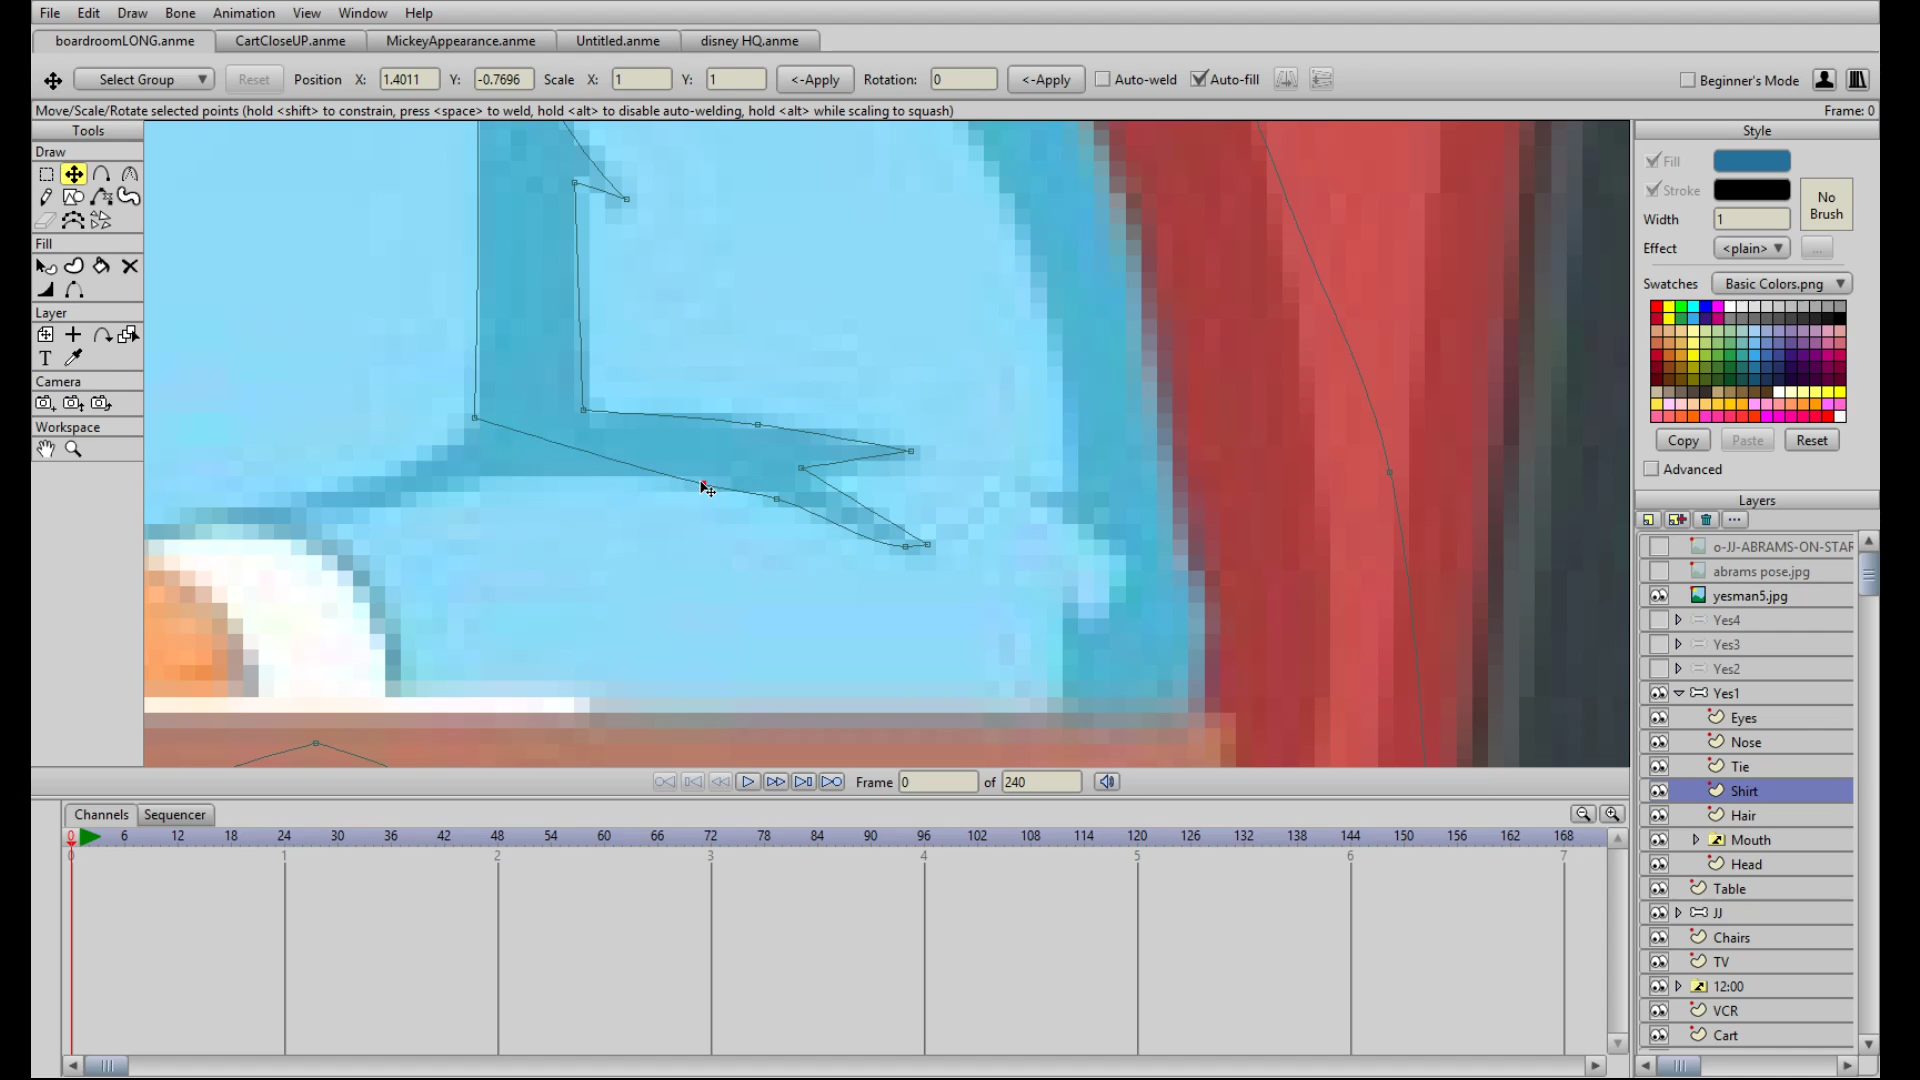 File Edit Draw Bone Animation View Window Help
boardroomLONG.anme CartCloseUP.anme MickeyAppearance.anme Untitled.anme disney HQ.anme
Select Group Reset Position X: 1.4011 Y: -0.7696 Scale X: 1 Y: 1 <-Apply Rotation: 0 <-Apply Auto-weld Auto-fill Beginner's Mode
Move/Scale/Rotate selected points (hold <shift> to constrain, press <space> to weld, hold <alt> to disable auto-welding, hold <alt> while scaling to squash) Frame: 0
Tools
Draw
Fill
Layer
T
Camera
Workspace
Style
Fill
Stroke
No Brush
Width 1
Effect <plain> ...
Swatches Basic Colors.png
Copy Paste Reset
Advanced
Layers
o-JJ-ABRAMS-ON-STAR
abrams pose.jpg
yesman5.jpg
Yes4
Yes3
Yes2
Yes1
Eyes
Nose
Tie
Shirt
Hair
Mouth
Head
Table
JJ
Chairs
TV
12:00
VCR
Cart
Frame 0 of 240
Channels Sequencer
0 6 12 18 24 30 36 42 48 54 60 66 72 78 84 90 96 102 108 114 120 126 132 138 144 150 156 162 168
0 1 2 3 4 5 6 7